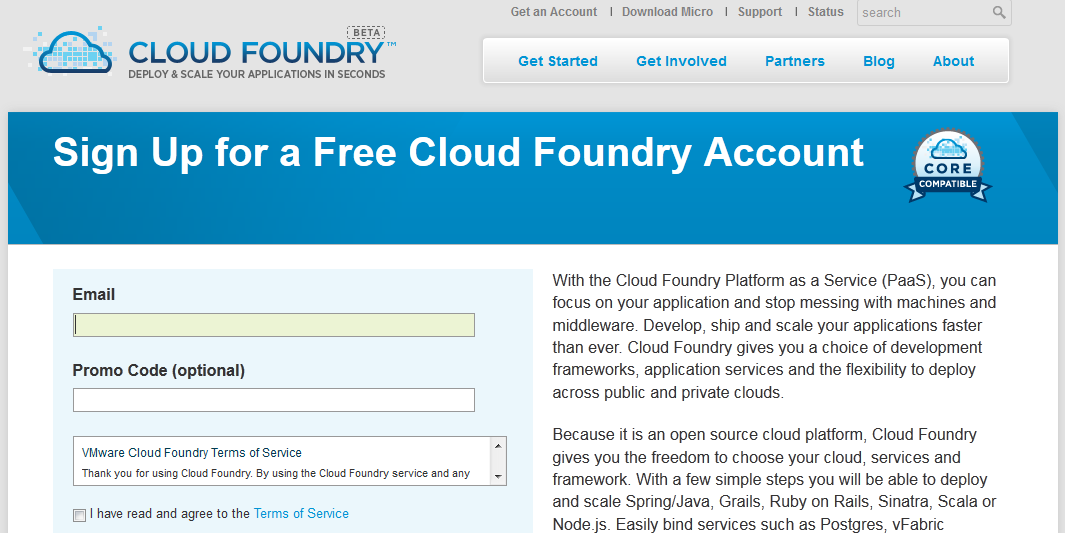 Get an Account | Download Micro | Support | Status
search
BETA
CLOUD FOUNDRY™
DEPLOY & SCALE YOUR APPLICATIONS IN SECONDS
Get Started Get Involved Partners Blog About
Sign Up for a Free Cloud Foundry Account
CORE
COMPATIBLE
Email
Promo Code (optional)
VMware Cloud Foundry Terms of Service
Thank you for using Cloud Foundry. By using the Cloud Foundry service and any
I have read and agree to the Terms of Service
With the Cloud Foundry Platform as a Service (PaaS), you can
focus on your application and stop messing with machines and
middleware. Develop, ship and scale your applications faster
than ever. Cloud Foundry gives you a choice of development
frameworks, application services and the flexibility to deploy
across public and private clouds.
Because it is an open source cloud platform, Cloud Foundry
gives you the freedom to choose your cloud, services and
framework. With a few simple steps you will be able to deploy
and scale Spring/Java, Grails, Ruby on Rails, Sinatra, Scala or
Node.js. Easily bind services such as Postgres, vFabric